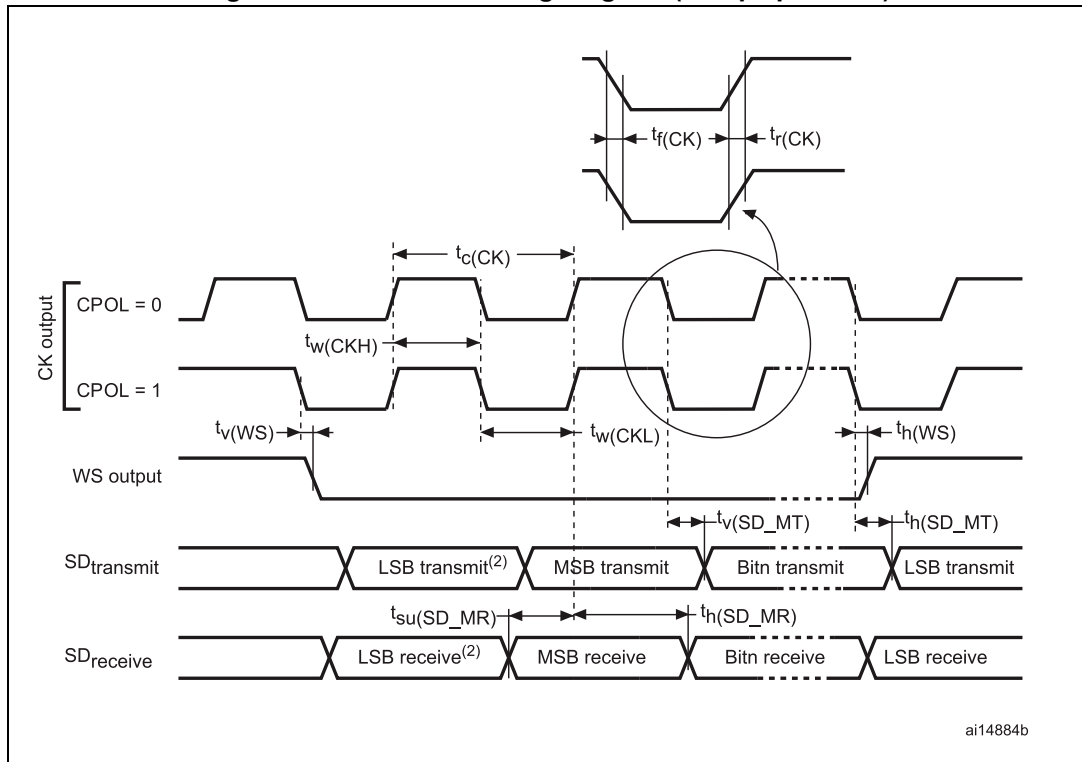 tf(CK)
tr(CK)
tc(CK)
CK output
CPOL = 0
tw(CKH)
CPOL = 1
tv(WS)
tw(CKL)
th(WS)
WS output
tv(SD_MT)
th(SD_MT)
SDtransmit
LSB transmit(2)
MSB transmit
Bitn transmit
LSB transmit
tsu(SD_MR)
th(SD_MR)
SDreceive
LSB receive(2)
MSB receive
Bitn receive
LSB receive
ai14884b